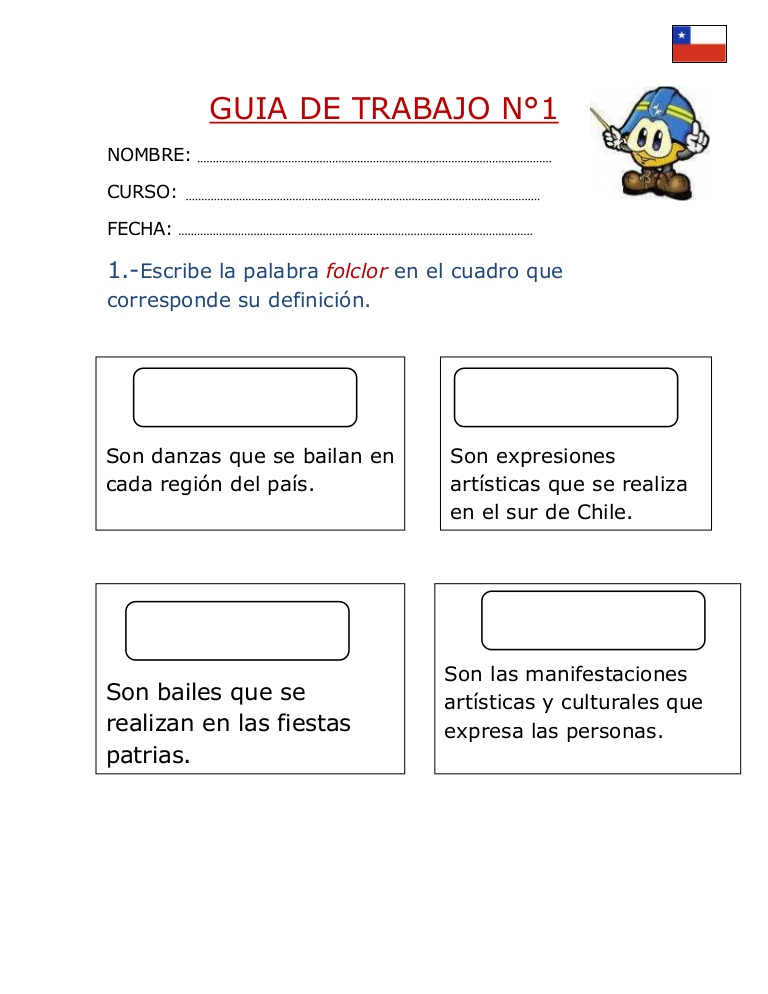 GUIA DE TRABAJO N°1
NOMBRE:
CURSO:
FECHA:
1.-Escribe la palabra folclor en el cuadro que
corresponde su definición.
Son danzas que se bailan en
cada región del país.
Son expresiones
artísticas que se realiza
en el sur de Chile.
Son bailes que se
realizan en las fiestas
patrias.
Son las manifestaciones
artísticas y culturales que
expresa las personas.